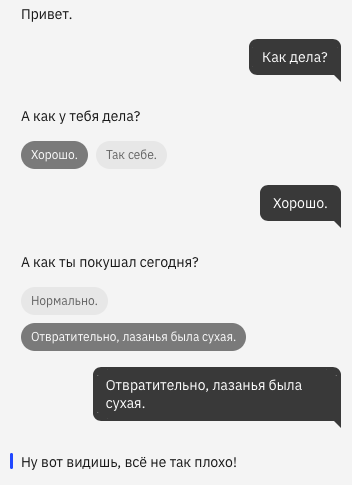 Привет.
Как дела?
А как у тебя дела?
Хорошо. Так себе.
Хорошо.
А как ты покушал сегодня?
Нормально.
Отвратительно, лазанья была сухая.
Отвратительно, лазанья была
сухая.
Ну вот видишь, всё не так плохо!